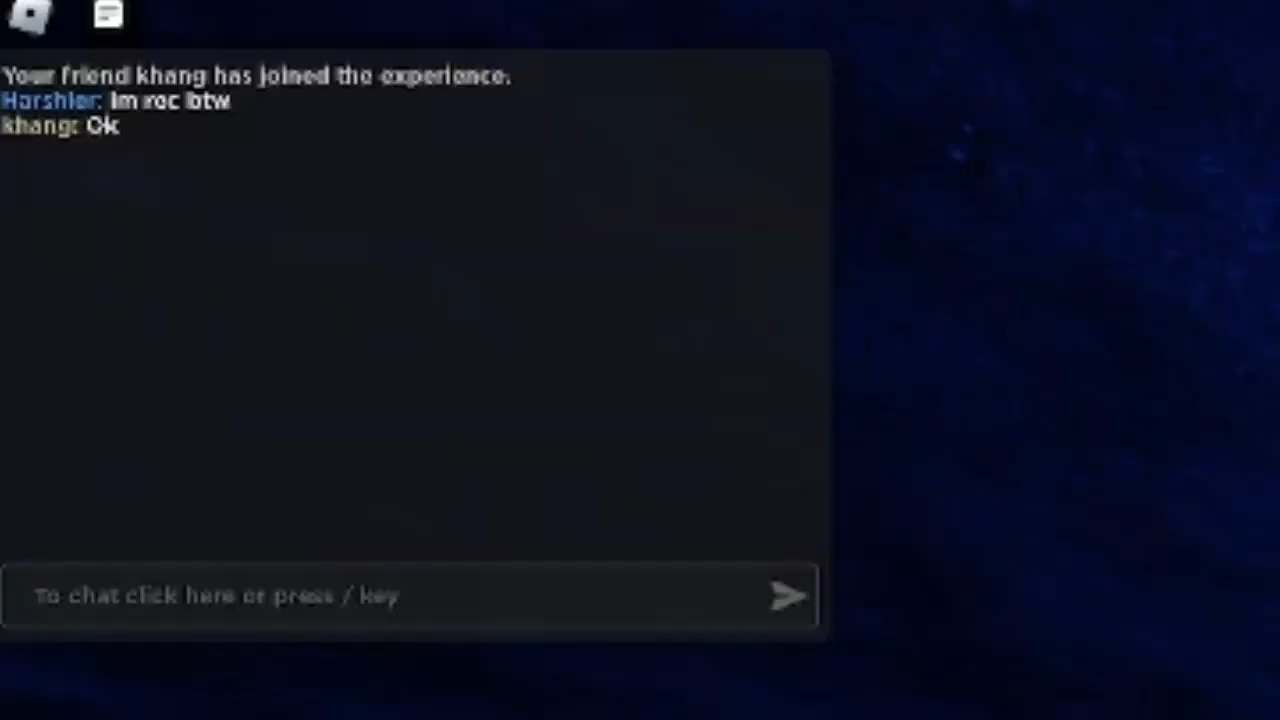 Your friend khang has joined the experience.
Harshier: Im rec btw
khang: Ok
To chat click here or press / key